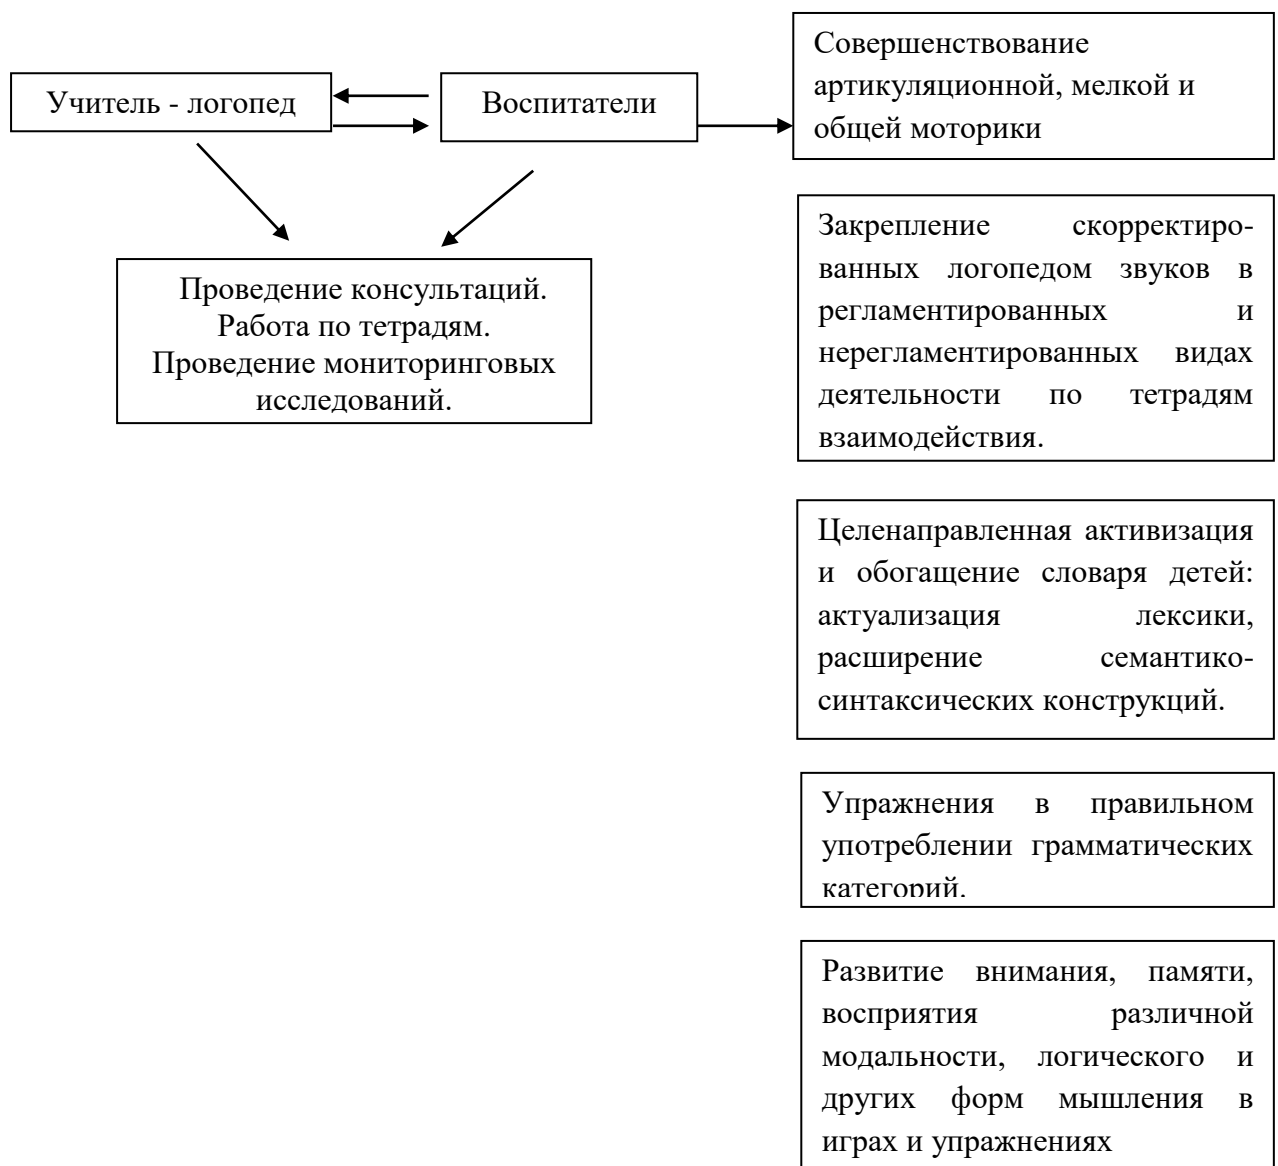 Учитель - логопед
Воспитатели
Совершенствование
артикуляционной, мелкой и
общей моторики
Проведение консультаций.
Работа по тетрадям.
Проведение мониторинговых
исследований.
Закрепление скорректиро-
ванных логопедом звуков в
регламентированных и
нерегламентированных видах
деятельности по тетрадям
взаимодействия.
Целенаправленная активизация
и обогащение словаря детей:
актуализация лексики,
расширение семантико-
синтаксических конструкций.
Упражнения в правильном
употреблении грамматических
категорий.
Развитие внимания, памяти,
восприятия различной
модальности, логического и
других форм мышления в
играх и упражнениях